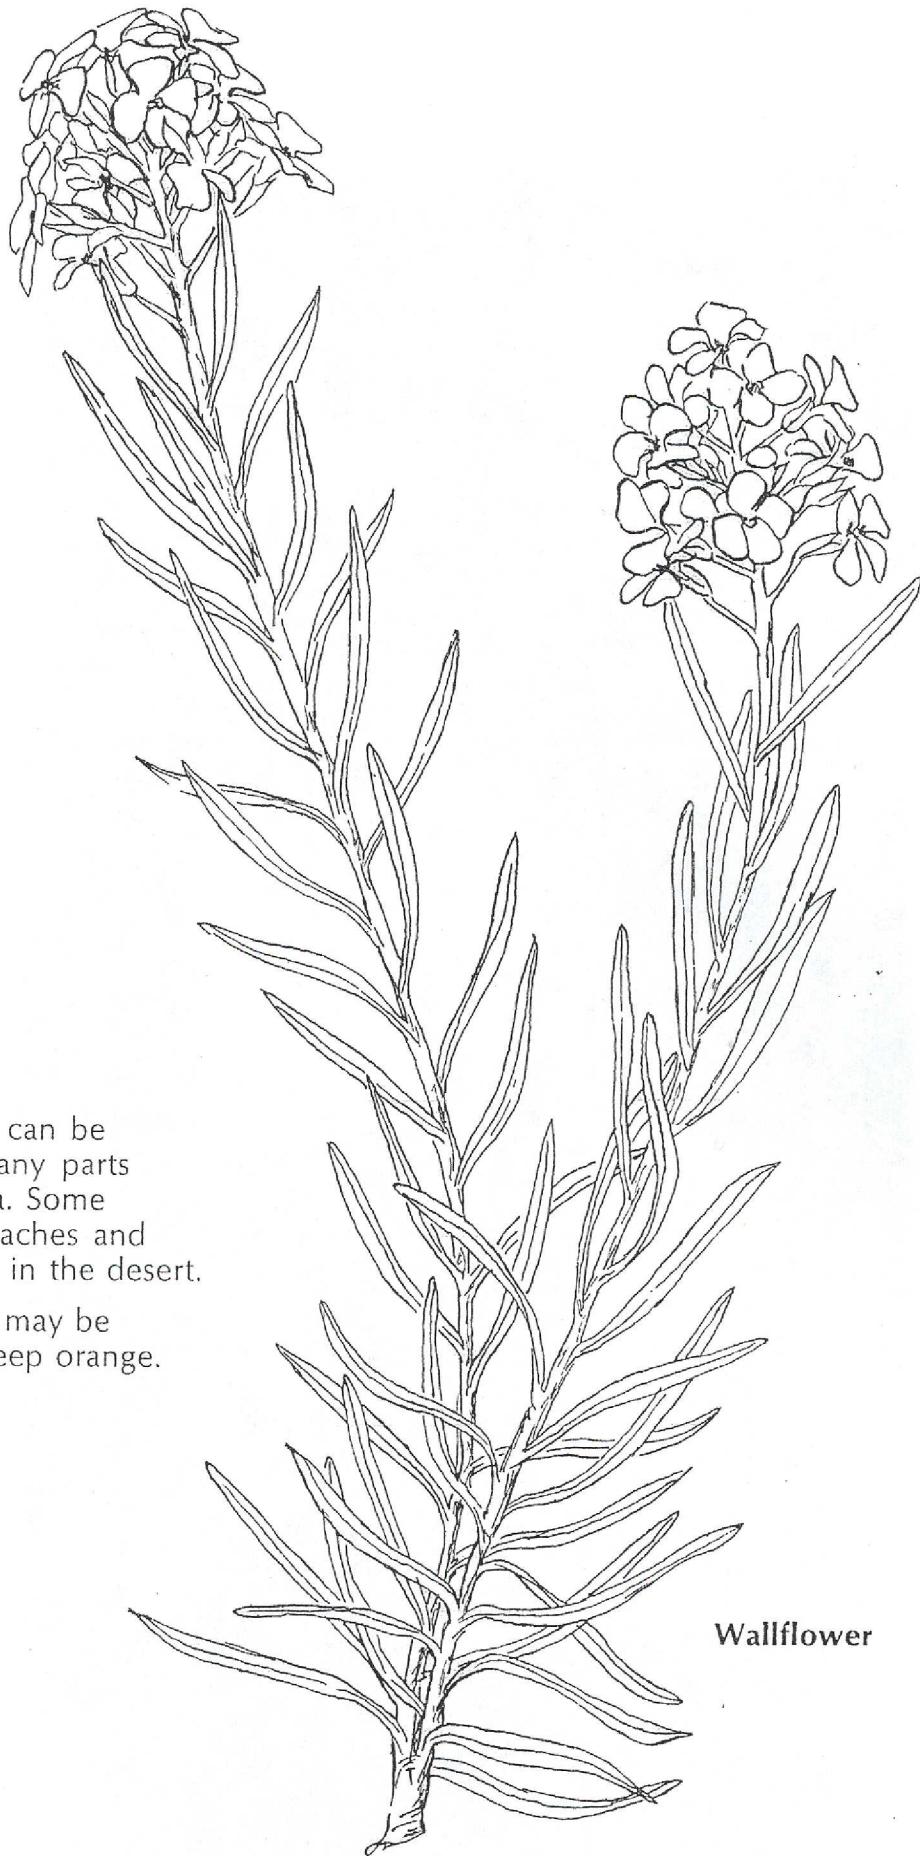 can be
any parts
a. Some
aches and
in the desert.
may be
eep orange.
Wallflower